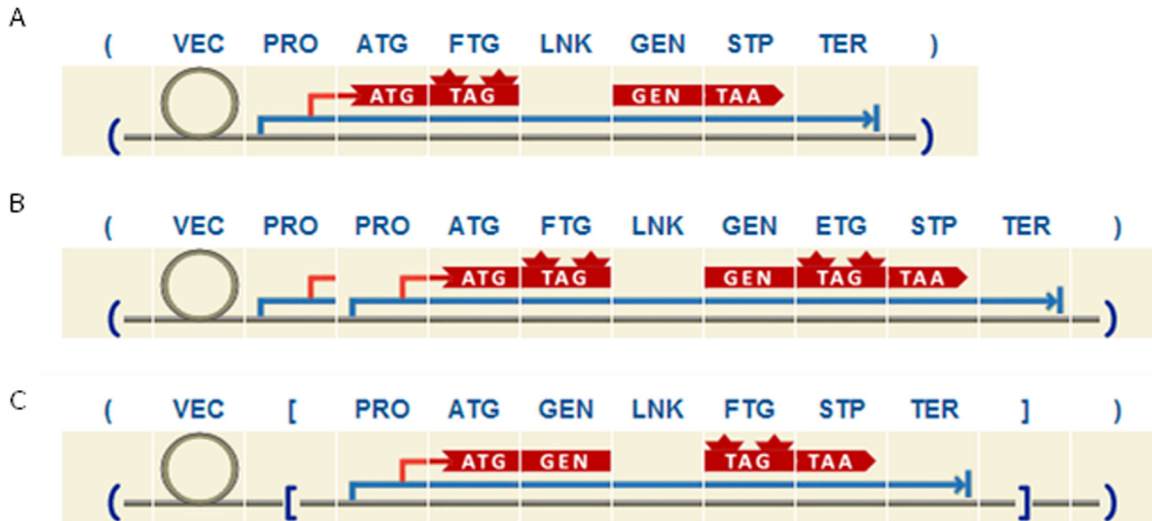 A
( VEC PRO ATG FTG LNK GEN STP TER )
ATG TAG GEN TAA
( )
B
( VEC PRO PRO ATG FTG LNK GEN ETG STP TER )
ATG TAG GEN TAG TAA
( )
C
( VEC [ PRO ATG GEN LNK FTG STP TER ] )
ATG GEN TAG TAA
( [ ] )